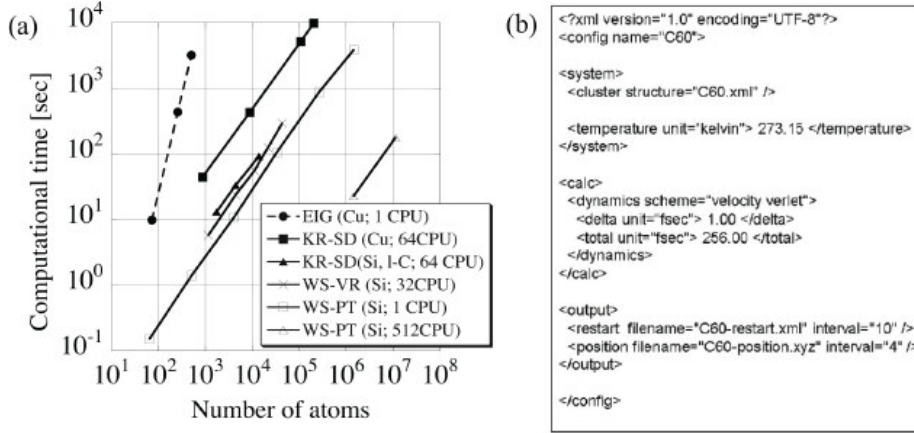 (a)
Computational time [sec]
10^4
10^3
10^2
10^1
10^0
10^-1
10^1 10^2 10^3 10^4 10^5 10^6 10^7 10^8
Number of atoms
EIG (Cu; 1 CPU)
KR-SD (Cu; 64CPU)
KR-SD(Si, l-C; 64 CPU)
WS-VR (Si; 32CPU)
WS-PT (Si; 1 CPU)
WS-PT (Si; 512CPU)
(b)
<?xml version="1.0" encoding="UTF-8"?>
<config name="C60">
<system>
<cluster structure="C60.xml" />
<temperature unit="kelvin"> 273.15 </temperature>
</system>
<calc>
<dynamics scheme="velocity verlet">
<delta unit="fsec"> 1.00 </delta>
<total unit="fsec"> 256.00 </total>
</dynamics>
</calc>
<output>
<restart filename="C60-restart.xml" interval="10" />
<position filename="C60-position.xyz" interval="4" />
</output>
</config>